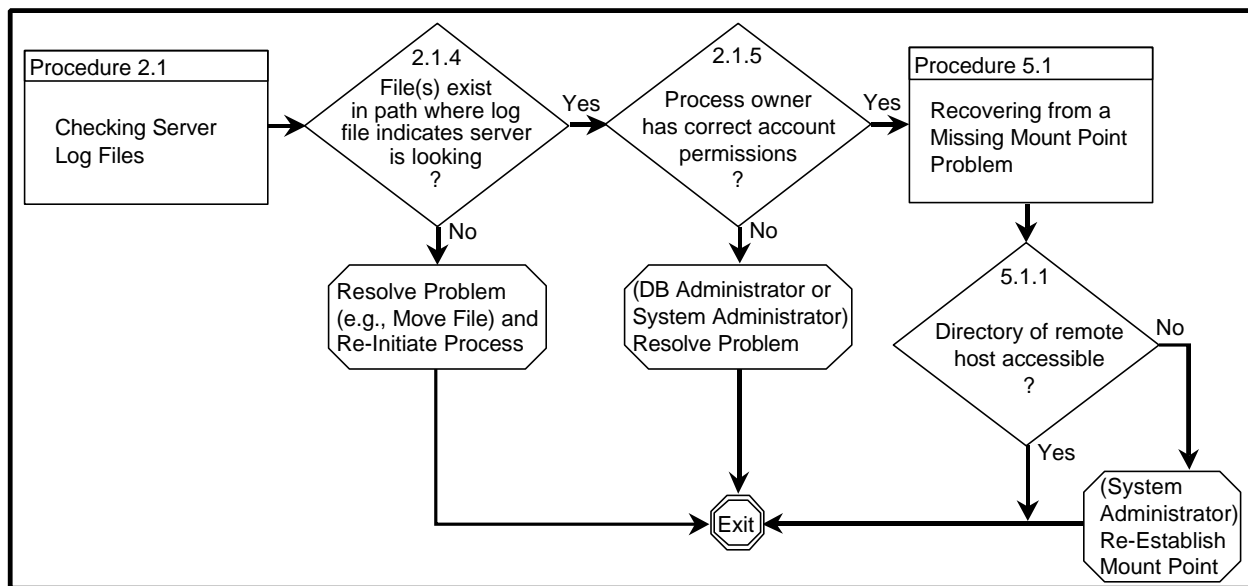 Procedure 2.1
Checking Server
Log Files
2.1.4
File(s) exist
in path where log
file indicates server
is looking
?
Yes
No
Resolve Problem
(e.g., Move File) and
Re-Initiate Process
2.1.5
Process owner
has correct account
permissions
?
Yes
No
(DB Administrator or
System Administrator)
Resolve Problem
Procedure 5.1
Recovering from a
Missing Mount Point
Problem
5.1.1
Directory of remote
host accessible
?
No
Yes
(System
Administrator)
Re-Establish
Mount Point
Exit